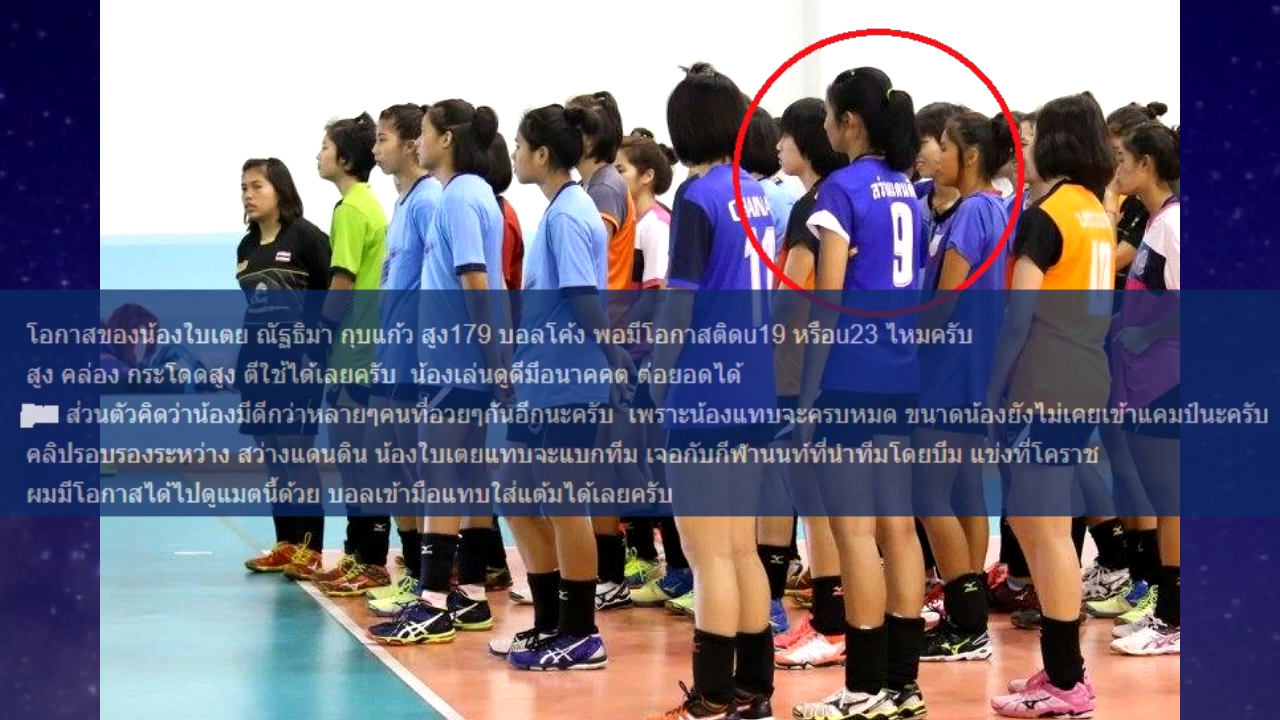 สว่างแดนดิน
9
CHAINA
11
โอกาสของน้องใบเตย ณัฐธิมา กุบแก้ว สูง179 บอลโค้ง พอมีโอกาสติดu19 หรือu23 ไหมครับ
สูง คล่อง กระโดดสูง ตีใช้ได้เลยครับ น้องเล่นดูดีมีอนาคคต ต่อยอดได้
ส่วนตัวคิดว่าน้องมีดีกว่าหลายๆคนที่อวยๆกันอีกนะครับ เพราะน้องแทบจะครบหมด ขนาดน้องยังไม่เคยเข้าแคมป์นะครับ
คลิปรอบรองระหว่าง สว่างแดนดิน น้องใบเตยแทบจะแบกทีม เจอกับกีฬานนท์ที่นำทีมโดยบีม แข่งที่โคราช
ผมมีโอกาสได้ไปดูแมตนี้ด้วย บอลเข้ามือแทบใส่แต้มได้เลยครับ